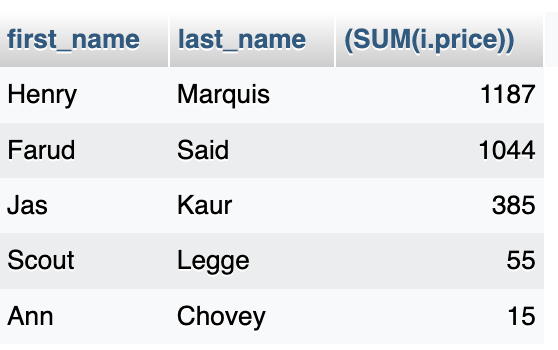 first_name last_name (SUM(i.price))
Henry Marquis 1187
Farud Said 1044
Jas Kaur 385
Scout Legge 55
Ann Chovey 15